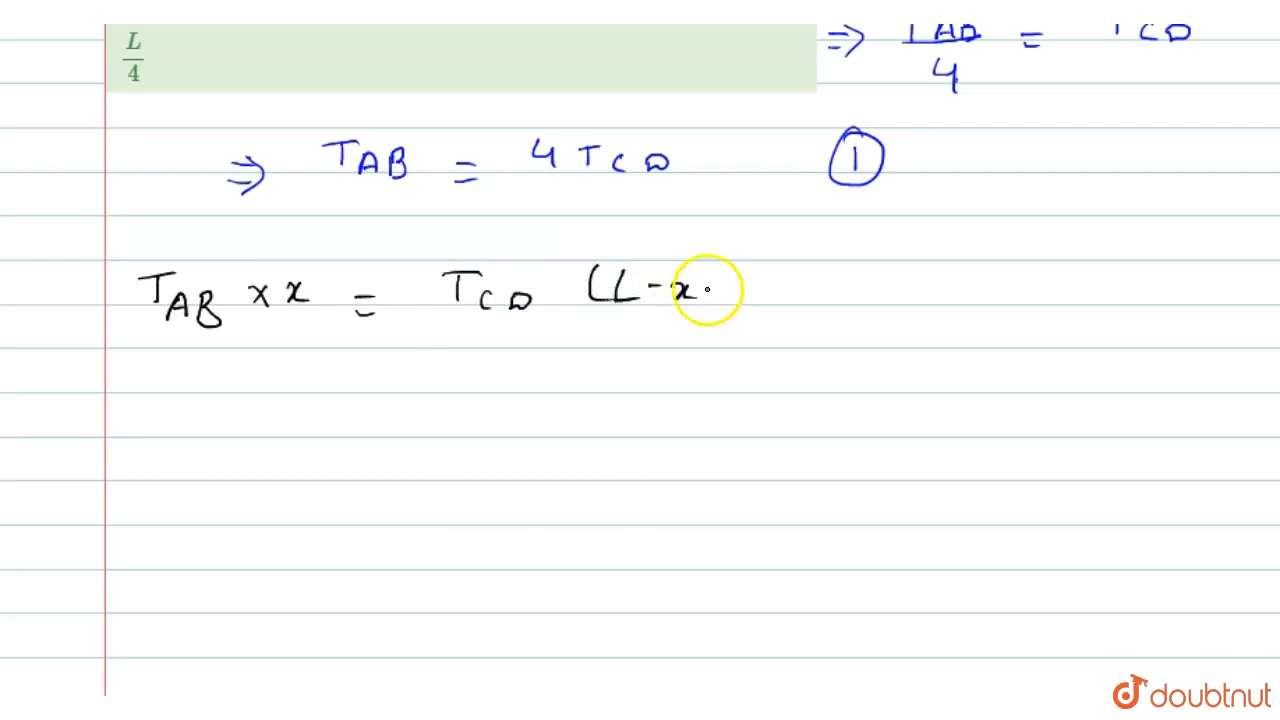 L/4
⇒ TAB/4 = TCD
⇒ TAB = 4 TCD ①
TAB × x = TCD (L-x
doubtnut